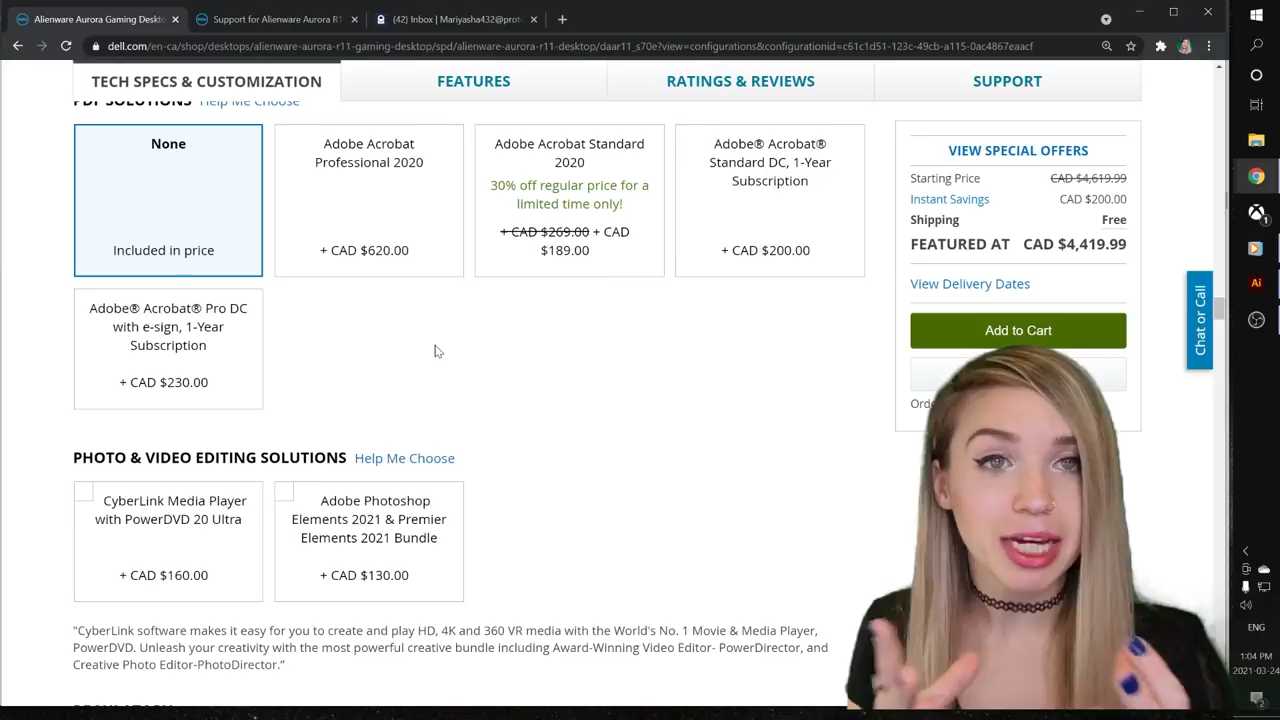 Alienware Aurora Gaming Deskto
Support for Alienware Aurora R1
(42) Inbox | Mariyasha432@prot
dell.com/en-ca/shop/desktops/alienware-aurora-r11-gaming-desktop/spd/alienware-aurora-r11-desktop/daar11_s70e?view=configurations&configurationid=c61c1d51-123c-49cb-a115-0ac4867eaacf
TECH SPECS & CUSTOMIZATION
FEATURES
RATINGS & REVIEWS
SUPPORT
PDF SOLUTIONS Help Me Choose
None
Included in price
Adobe Acrobat
Professional 2020
+ CAD $620.00
Adobe Acrobat Standard
2020
30% off regular price for a
limited time only!
+ CAD $269.00 + CAD
$189.00
Adobe® Acrobat®
Standard DC, 1-Year
Subscription
+ CAD $200.00
Adobe® Acrobat® Pro DC
with e-sign, 1-Year
Subscription
+ CAD $230.00
PHOTO & VIDEO EDITING SOLUTIONS Help Me Choose
CyberLink Media Player
with PowerDVD 20 Ultra
+ CAD $160.00
Adobe Photoshop
Elements 2021 & Premier
Elements 2021 Bundle
+ CAD $130.00
"CyberLink software makes it easy for you to create and play HD, 4K and 360 VR media with the World's No. 1 Movie & Media Player,
PowerDVD. Unleash your creativity with the most powerful creative bundle including Award-Winning Video Editor- PowerDirector, and
Creative Photo Editor-PhotoDirector."
VIEW SPECIAL OFFERS
Starting Price CAD $4,619.99
Instant Savings CAD $200.00
Shipping Free
FEATURED AT CAD $4,419.99
View Delivery Dates
Add to Cart
Chat or Call
Ai
1
ENG
1:04 PM
2021-03-24
2